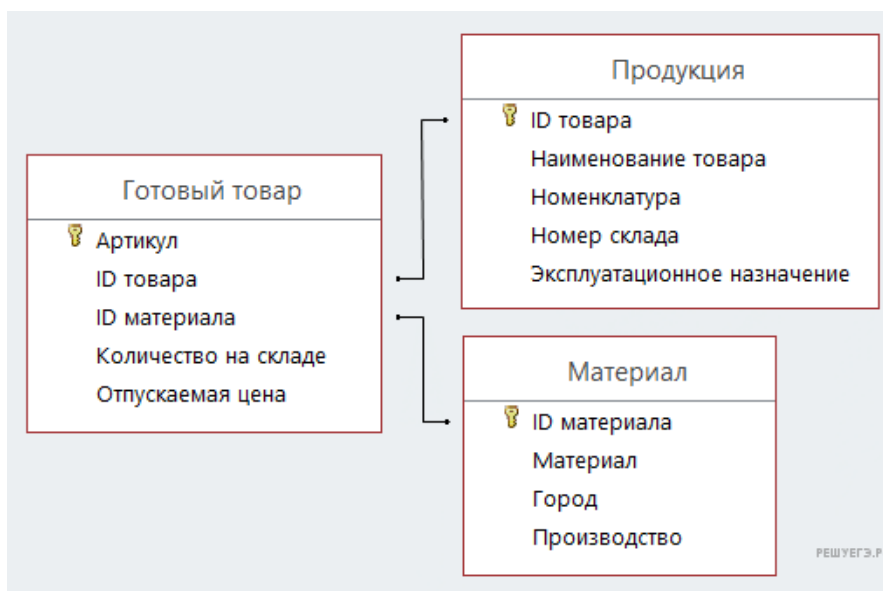 Готовый товар
Артикул
ID товара
ID материала
Количество на складе
Отпускаемая цена
Продукция
ID товара
Наименование товара
Номенклатура
Номер склада
Эксплуатационное назначение
Материал
ID материала
Материал
Город
Производство
РЕШУЕГЭ.Р